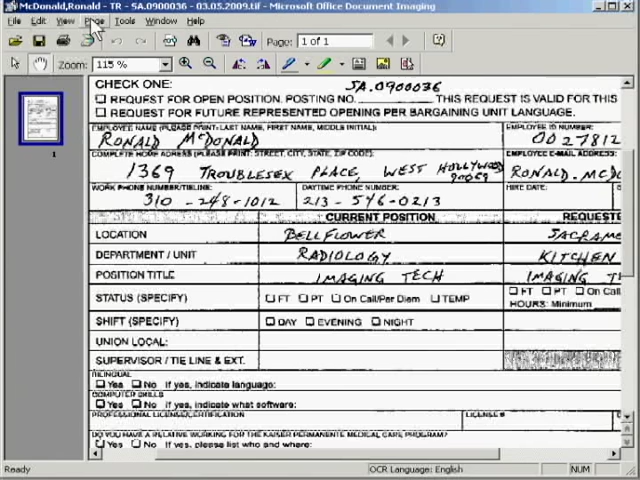 McDonald,Ronald - TR - SA.0900036 - 03.05.2009.tif - Microsoft Office Document Imaging
File Edit View Page Tools Window Help
Page: 1 of 1
Zoom: 115 %
1
CHECK ONE: SA.0900036
REQUEST FOR OPEN POSITION. POSTING NO. THIS REQUEST IS VALID FOR THIS
REQUEST FOR FUTURE REPRESENTED OPENING PER BARGAINING UNIT LANGUAGE.
EMPLOYEE NAME (PLEASE PRINT: LAST NAME, FIRST NAME, MIDDLE INITIAL): EMPLOYEE ID NUMBER:
RONALD McDONALD 0027812
COMPLETE HOME ADRESS (PLEASE PRINT: STREET, CITY, STATE, ZIP CODE): EMPLOYEE E-MAIL ADDRESS:
1369 TROUBLESEX PLACE, WEST HOLLYWOOD RONALD.MCD
90069
WORK PHONE NUMBER/TIELINE: DAYTIME PHONE NUMBER: HIRE DATE:
310-248-1012 213-546-0213
CURRENT POSITION REQUESTE
LOCATION BELLFLOWER SACRAME
DEPARTMENT / UNIT RADIOLOGY KITCHEN
POSITION TITLE IMAGING TECH IMAGING T
STATUS (SPECIFY) FT PT On Call/Per Diem TEMP FT PT On Cal
HOURS: Minimum
SHIFT (SPECIFY) DAY EVENING NIGHT
UNION LOCAL:
SUPERVISOR / TIE LINE & EXT.
BILINGUAL
Yes No If yes, indicate language:
COMPUTER SKILLS
Yes No If yes, indicate what software:
PROFESSIONAL LICENSE/CERTIFICATION LICENSE #
DO YOU HAVE A RELATIVE WORKING FOR THE KAISER PERMANENTE MEDICAL CARE PROGRAM?
Yes No If yes, please list who and where:
Ready OCR Language: English NUM